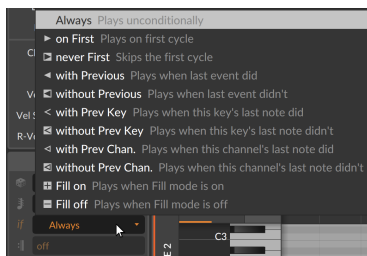 Always Plays unconditionally
on First Plays on first cycle
never First Skips the first cycle
with Previous Plays when last event did
without Previous Plays when last event didn't
with Prev Key Plays when this key's last note did
without Prev Key Plays when this key's last note didn't
with Prev Chan. Plays when this channel's last note did
without Prev Chan. Plays when this channel's last note didn't
Fill on Plays when Fill mode is on
Fill off Plays when Fill mode is off
Vel S
R-Ve
if Always
off
C3
E 2